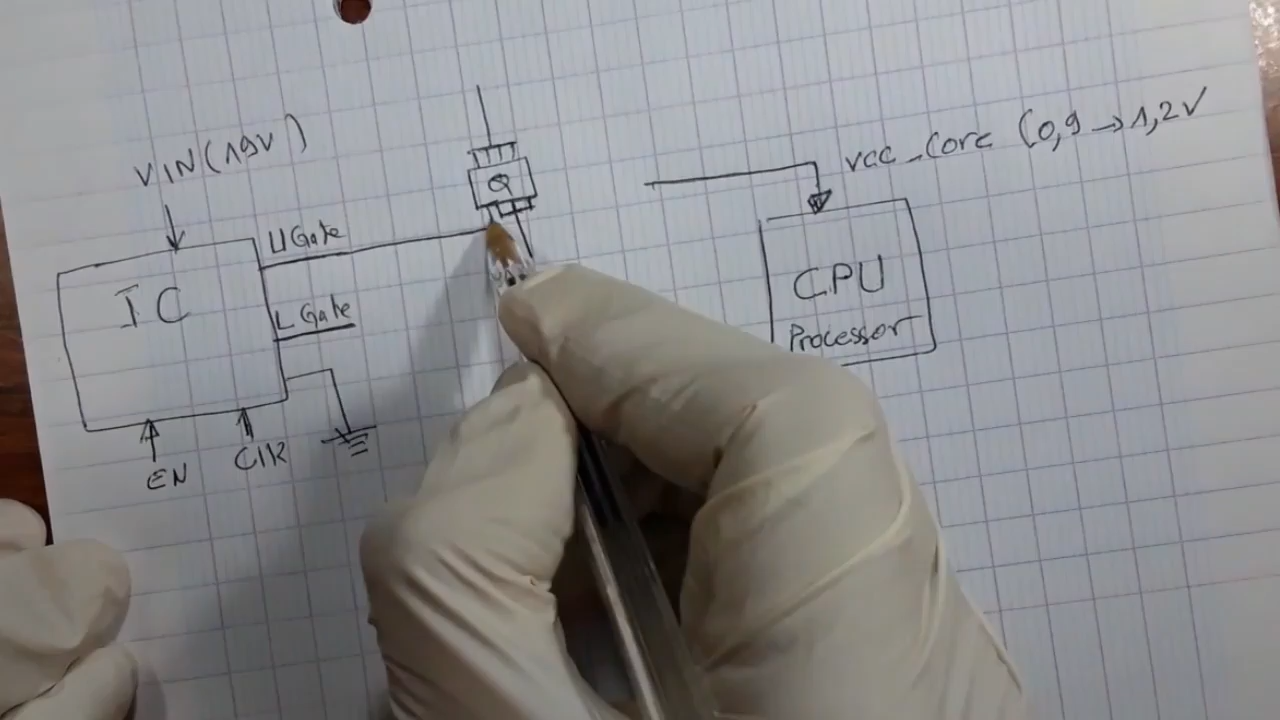 VIN(19V)
vcc_Core (0,9→1,2V
Q
UGate
IC
LGate
CPU
Processor
EN
Clk